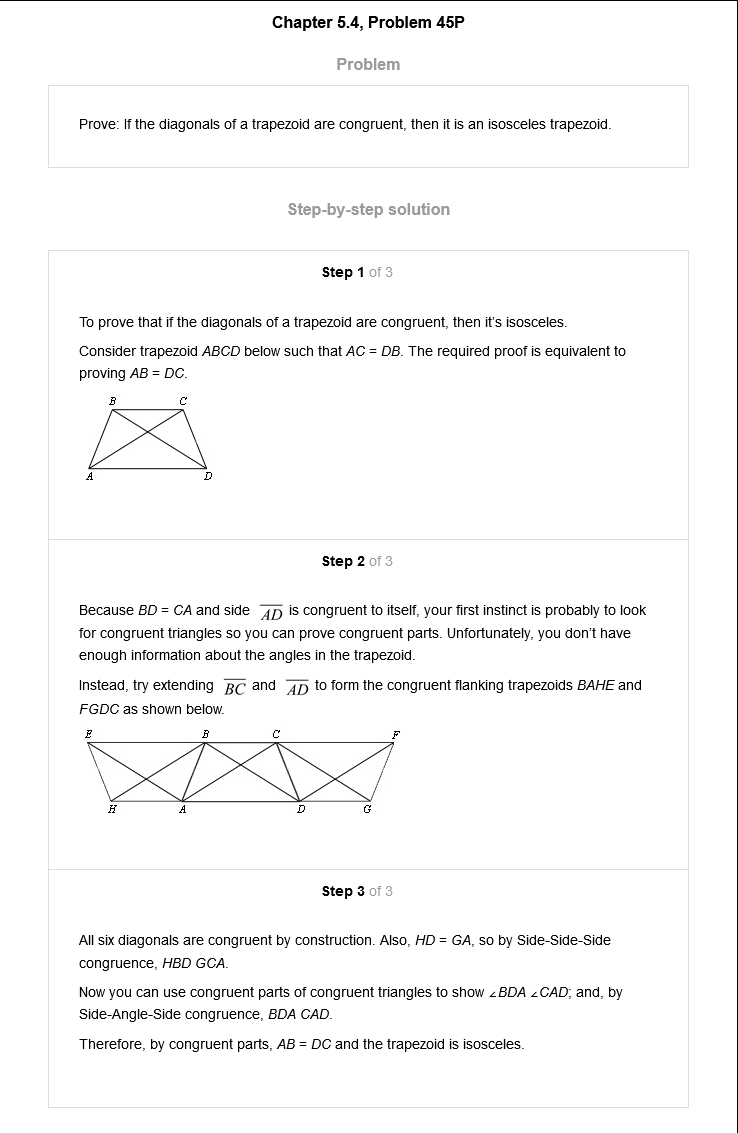 Chapter 5.4, Problem 45P
Problem
Prove: If the diagonals of a trapezoid are congruent, then it is an isosceles trapezoid.
Step-by-step solution
Step 1 of 3
To prove that if the diagonals of a trapezoid are congruent, then it's isosceles.
Consider trapezoid ABCD below such that AC = DB. The required proof is equivalent to
proving AB = DC.
B C
A D
Step 2 of 3
Because BD = CA and side A̅D̅ is congruent to itself, your first instinct is probably to look
for congruent triangles so you can prove congruent parts. Unfortunately, you don't have
enough information about the angles in the trapezoid.
Instead, try extending B̅C̅ and A̅D̅ to form the congruent flanking trapezoids BAHE and
FGDC as shown below.
E B C F
H A D G
Step 3 of 3
All six diagonals are congruent by construction. Also, HD = GA, so by Side-Side-Side
congruence, HBD GCA.
Now you can use congruent parts of congruent triangles to show ∠BDA ∠CAD; and, by
Side-Angle-Side congruence, BDA CAD.
Therefore, by congruent parts, AB = DC and the trapezoid is isosceles.